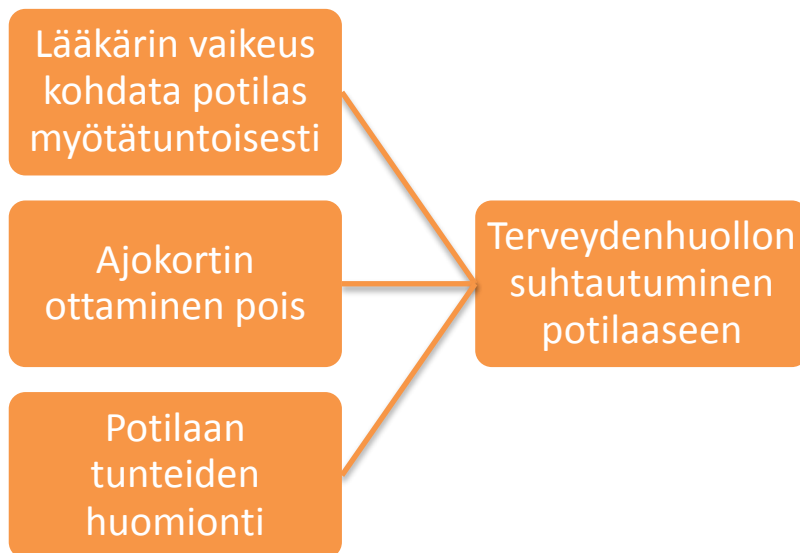 Lääkärin vaikeus
kohdata potilas
myötätuntoisesti
Ajokortin
ottaminen pois
Potilaan
tunteiden
huomionti
Terveydenhuollon
suhtautuminen
potilaaseen